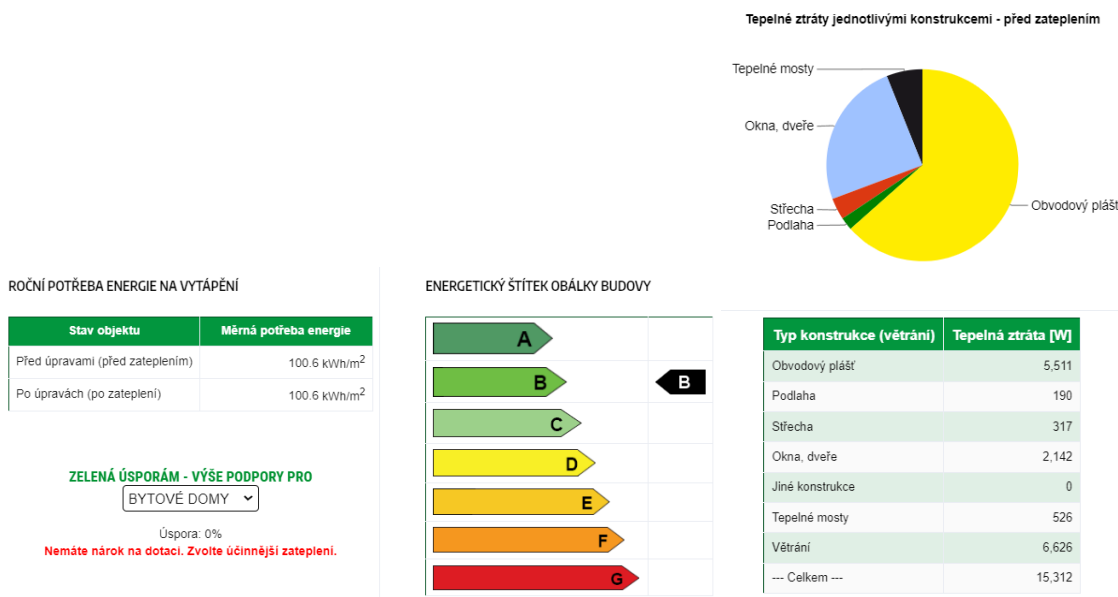 Tepelné ztráty jednotlivými konstrukcemi - před zateplením
Tepelné mosty
Okna, dveře
Střecha
Podlaha
Obvodový plášť
ROČNÍ POTŘEBA ENERGIE NA VYTÁPĚNÍ
Stav objektu Měrná potřeba energie
Před úpravami (před zateplením) 100.6 kWh/m²
Po úpravách (po zateplení) 100.6 kWh/m²
ZELENÁ ÚSPORÁM - VÝŠE PODPORY PRO
BYTOVÉ DOMY
Úspora: 0%
Nemáte nárok na dotaci. Zvolte účinnější zateplení.
ENERGETICKÝ ŠTÍTEK OBÁLKY BUDOVY
A
B B
C
D
E
F
G
Typ konstrukce (větrání) Tepelná ztráta [W]
Obvodový plášť 5,511
Podlaha 190
Střecha 317
Okna, dveře 2,142
Jiné konstrukce 0
Tepelné mosty 526
Větrání 6,626
--- Celkem --- 15,312